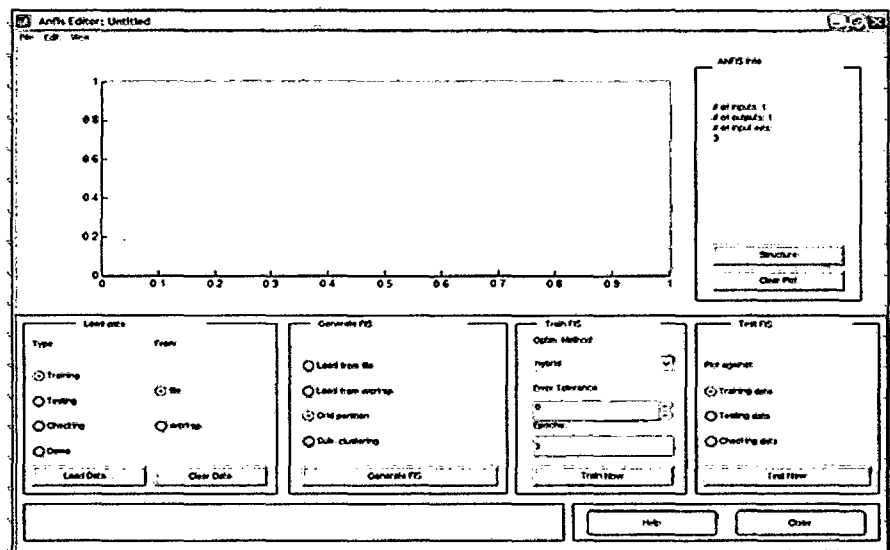 Anfis Editor: Untitled
File Edit View
ANFIS Info
1
0.8
0.6
0.4
0.2
0
0 0.1 0.2 0.3 0.4 0.5 0.6 0.7 0.8 0.9 1
# of inputs: 1
# of outputs: 1
# of input mfs:
3
Structure
Clear Plot
Load data
Type From
Training
Testing
Checking
Demo
file
worksp.
Load Data Clear Data
Generate FIS
Load from file
Load from worksp.
Grid partition
Sub. clustering
Generate FIS
Train FIS
Optim. Method:
hybrid
Error Tolerance:
0
Epochs:
3
Train Now
Test FIS
Plot against:
Training data
Testing data
Checking data
Test Now
Help Close